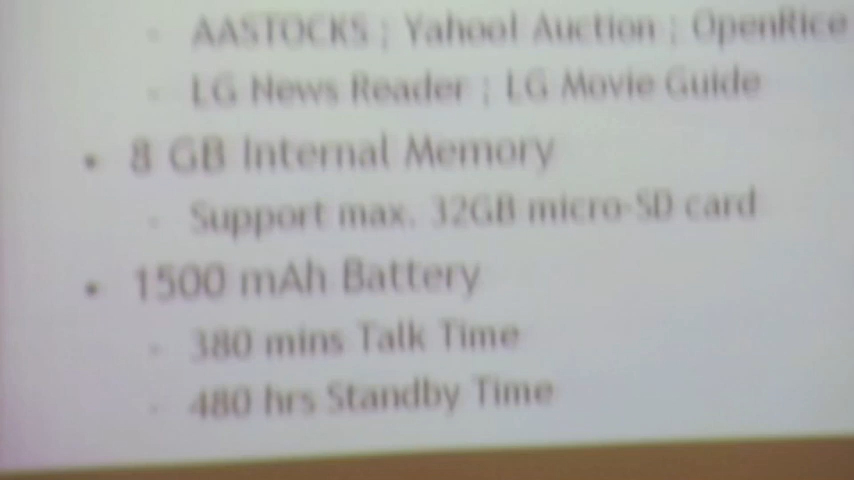 - AASTOCKS ; Yahoo! Auction ; OpenRice
- LG News Reader ; LG Movie Guide
• 8 GB Internal Memory
- Support max. 32GB micro-SD card
• 1500 mAh Battery
- 380 mins Talk Time
- 480 hrs Standby Time